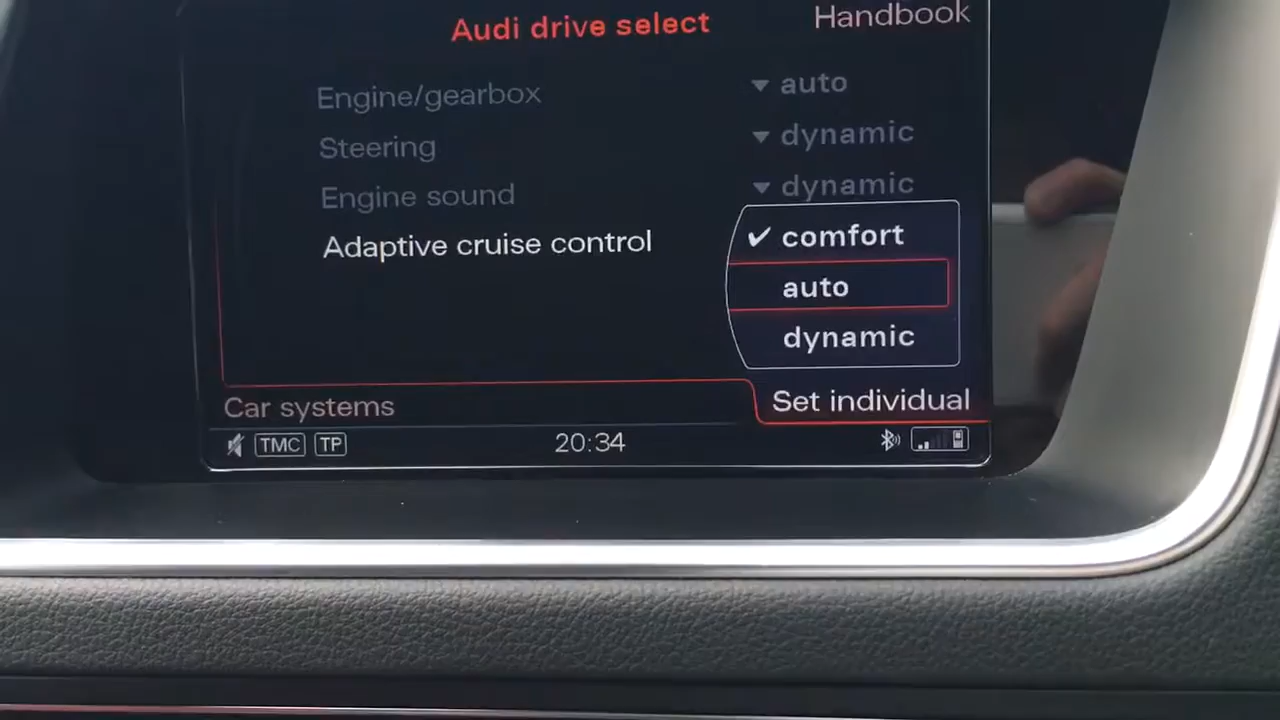 Audi drive select Handbook
Engine/gearbox auto
Steering dynamic
Engine sound dynamic
Adaptive cruise control comfort
auto
dynamic
Car systems Set individual
TMC TP 20:34